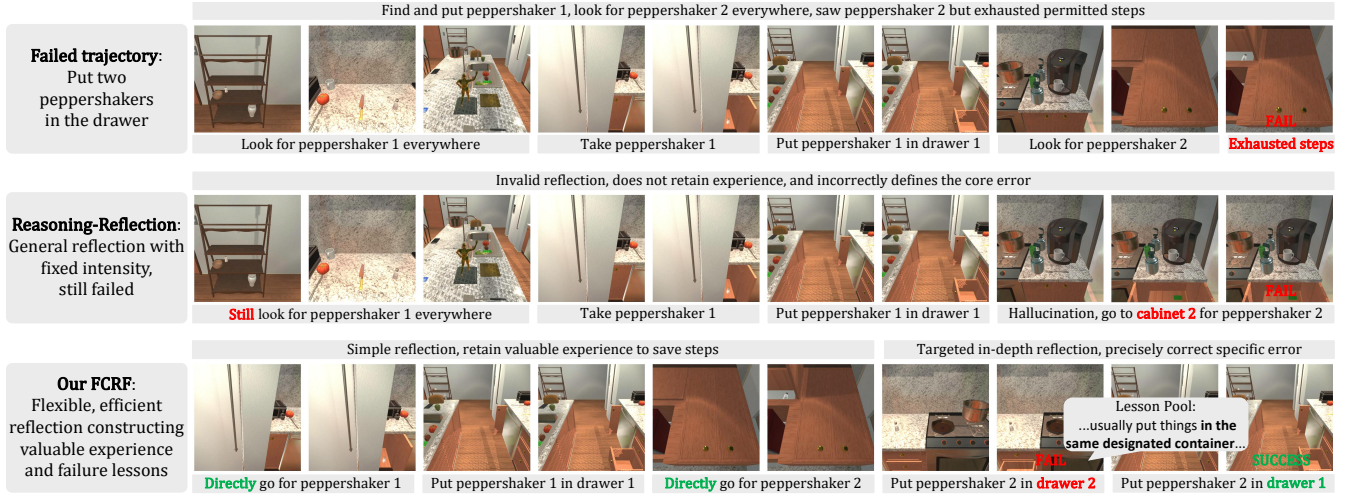 Find and put peppershaker 1, look for peppershaker 2 everywhere, saw peppershaker 2 but exhausted permitted steps
Failed trajectory:
Put two
peppershakers
in the drawer
FAIL
Look for peppershaker 1 everywhere
Take peppershaker 1
Put peppershaker 1 in drawer 1
Look for peppershaker 2
Exhausted steps
Invalid reflection, does not retain experience, and incorrectly defines the core error
Reasoning-Reflection:
General reflection with
fixed intensity,
still failed
FAIL
Still look for peppershaker 1 everywhere
Take peppershaker 1
Put peppershaker 1 in drawer 1
Hallucination, go to cabinet 2 for peppershaker 2
Simple reflection, retain valuable experience to save steps
Targeted in-depth reflection, precisely correct specific error
Our FCRF:
Flexible, efficient
reflection constructing
valuable experience
and failure lessons
Lesson Pool:
...usually put things in the
same designated container...
FAIL
SUCCESS
Directly go for peppershaker 1
Put peppershaker 1 in drawer 1
Directly go for peppershaker 2
Put peppershaker 2 in drawer 2
Put peppershaker 2 in drawer 1